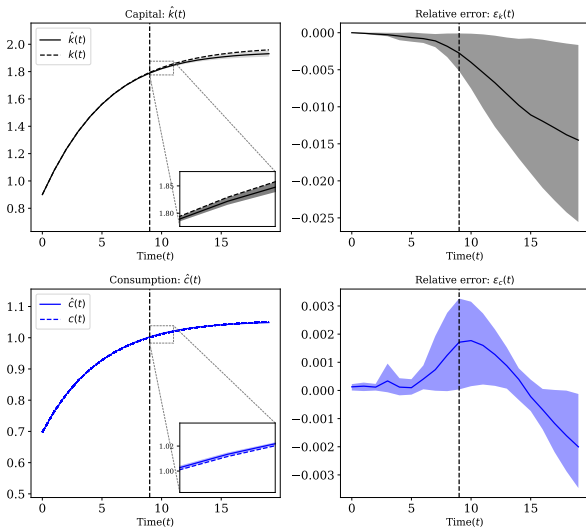 Capital: k̂(t)
k̂(t)
k(t)
2.0
1.8
1.6
1.4
1.2
1.0
0.8
1.85
1.80
0 5 10 15
Time(t)
Relative error: ε_k(t)
0.000
−0.005
−0.010
−0.015
−0.020
−0.025
0 5 10 15
Time(t)
Consumption: ĉ(t)
ĉ(t)
c(t)
1.1
1.0
0.9
0.8
0.7
0.6
0.5
1.02
1.00
0 5 10 15
Time(t)
Relative error: ε_c(t)
0.003
0.002
0.001
0.000
−0.001
−0.002
−0.003
0 5 10 15
Time(t)